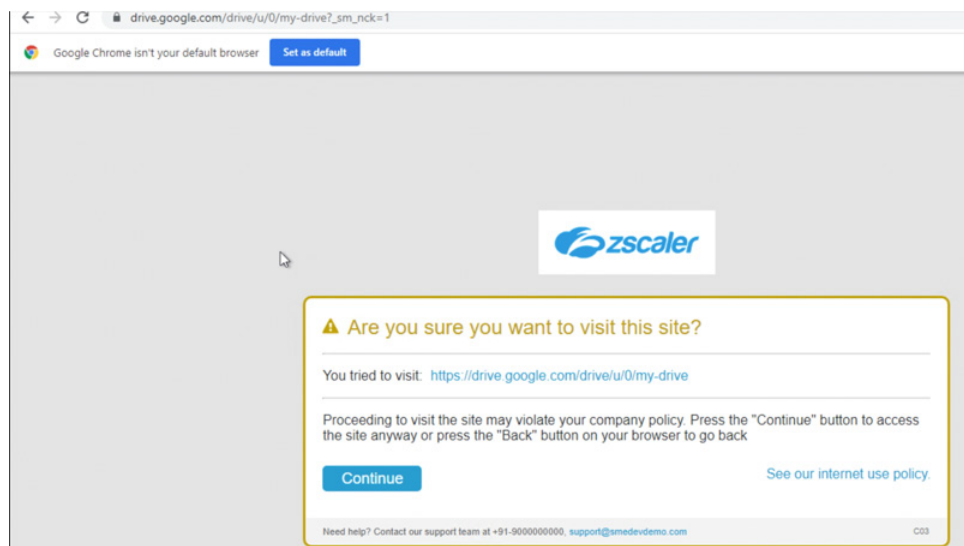 drive.google.com/drive/u/0/my-drive?_sm_nck=1
Google Chrome isn't your default browser Set as default
zscaler
Are you sure you want to visit this site?
You tried to visit: https://drive.google.com/drive/u/0/my-drive
Proceeding to visit the site may violate your company policy. Press the "Continue" button to access
the site anyway or press the "Back" button on your browser to go back
Continue See our internet use policy.
Need help? Contact our support team at +91-9000000000, support@smedevdemo.com C03